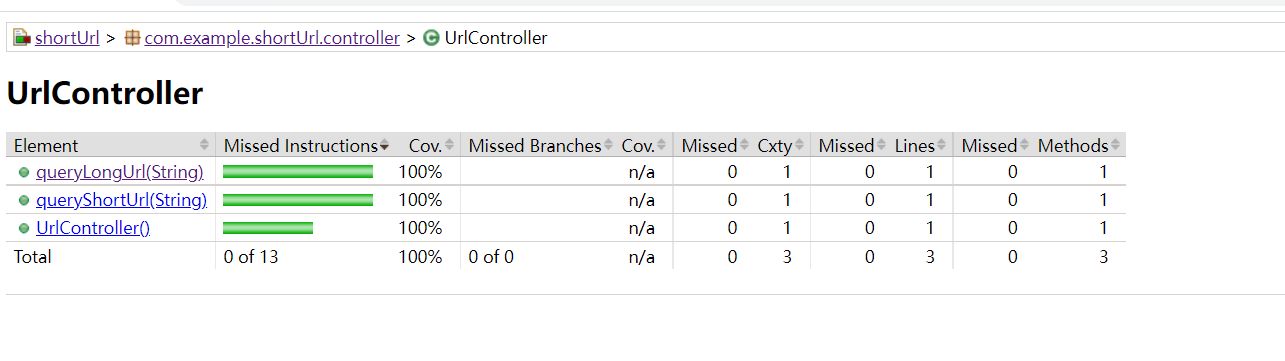 shortUrl > com.example.shortUrl.controller > UrlController
UrlController
Element Missed Instructions Cov. Missed Branches Cov. Missed Cxty Missed Lines Missed Methods
queryLongUrl(String) 100% n/a 0 1 0 1 0 1
queryShortUrl(String) 100% n/a 0 1 0 1 0 1
UrlController() 100% n/a 0 1 0 1 0 1
Total 0 of 13 100% 0 of 0 n/a 0 3 0 3 0 3